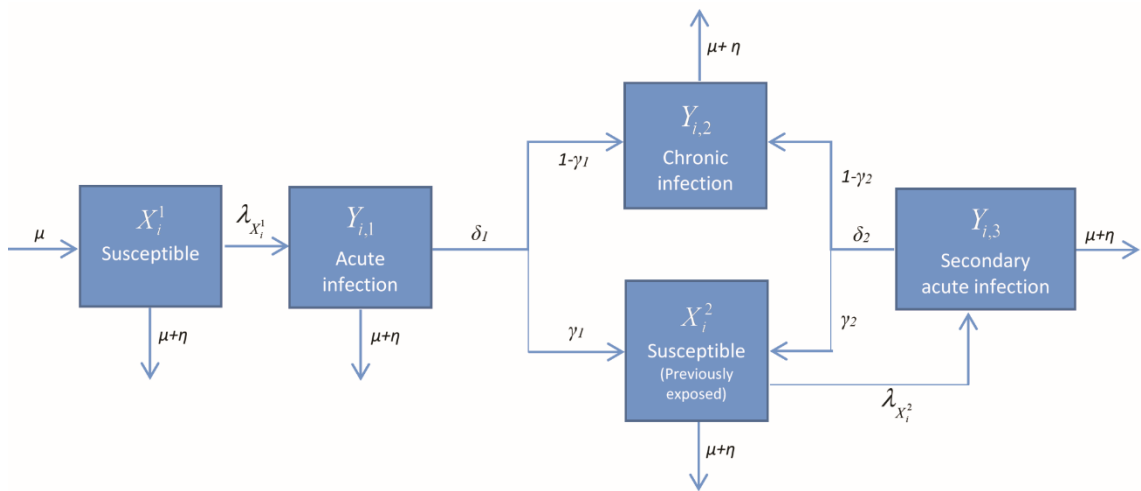 μ
X_i^1
Susceptible
μ+η
λ_{X_i^1}
Y_{i,1}
Acute
infection
μ+η
δ1
1-γ1
γ1
μ+ η
Y_{i,2}
Chronic
infection
X_i^2
Susceptible
(Previously
exposed)
μ+η
1-γ2
δ2
γ2
λ_{X_i^2}
Y_{i,3}
Secondary
acute infection
μ+η